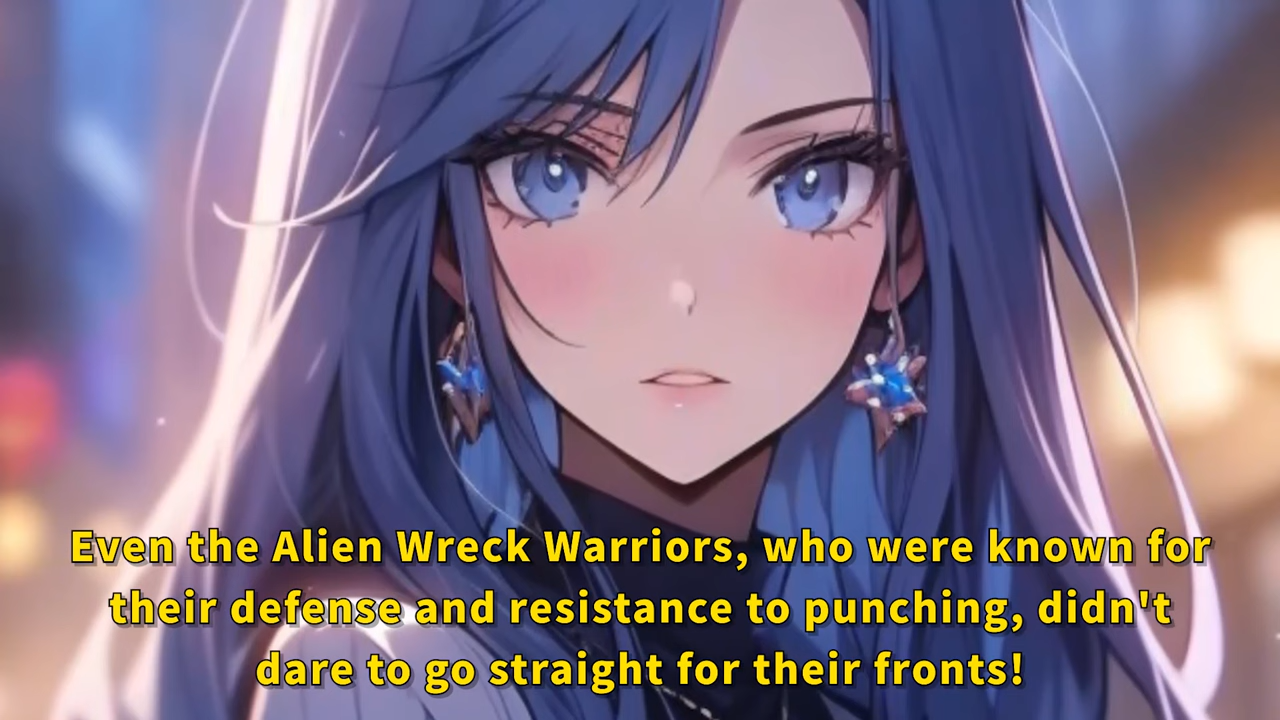 Even the Alien Wreck Warriors, who were known for
their defense and resistance to punching, didn't
dare to go straight for their fronts!